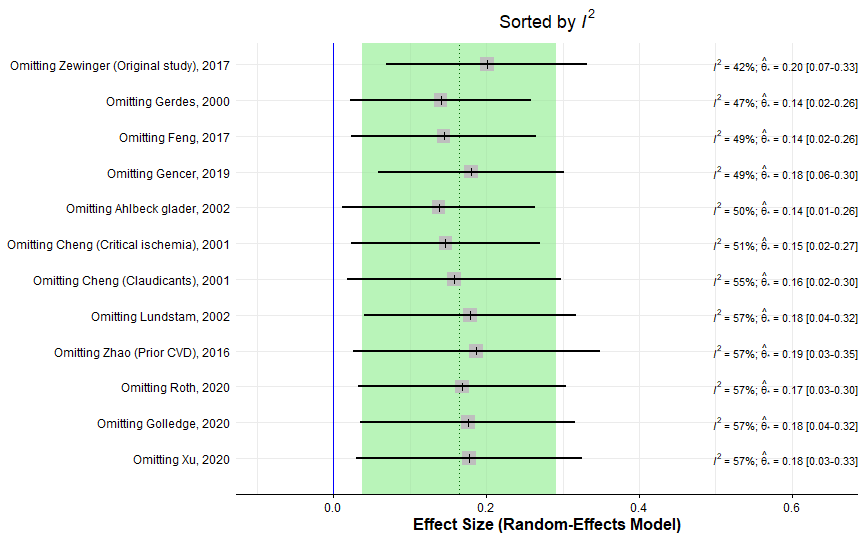 Sorted by I²
Omitting Zewinger (Original study), 2017 I² = 42%; θ̂* = 0.20 [0.07-0.33]
Omitting Gerdes, 2000 I² = 47%; θ̂* = 0.14 [0.02-0.26]
Omitting Feng, 2017 I² = 49%; θ̂* = 0.14 [0.02-0.26]
Omitting Gencer, 2019 I² = 49%; θ̂* = 0.18 [0.06-0.30]
Omitting Ahlbeck glader, 2002 I² = 50%; θ̂* = 0.14 [0.01-0.26]
Omitting Cheng (Critical ischemia), 2001 I² = 51%; θ̂* = 0.15 [0.02-0.27]
Omitting Cheng (Claudicants), 2001 I² = 55%; θ̂* = 0.16 [0.02-0.30]
Omitting Lundstam, 2002 I² = 57%; θ̂* = 0.18 [0.04-0.32]
Omitting Zhao (Prior CVD), 2016 I² = 57%; θ̂* = 0.19 [0.03-0.35]
Omitting Roth, 2020 I² = 57%; θ̂* = 0.17 [0.03-0.30]
Omitting Golledge, 2020 I² = 57%; θ̂* = 0.18 [0.04-0.32]
Omitting Xu, 2020 I² = 57%; θ̂* = 0.18 [0.03-0.33]
0.0 0.2 0.4 0.6
Effect Size (Random-Effects Model)